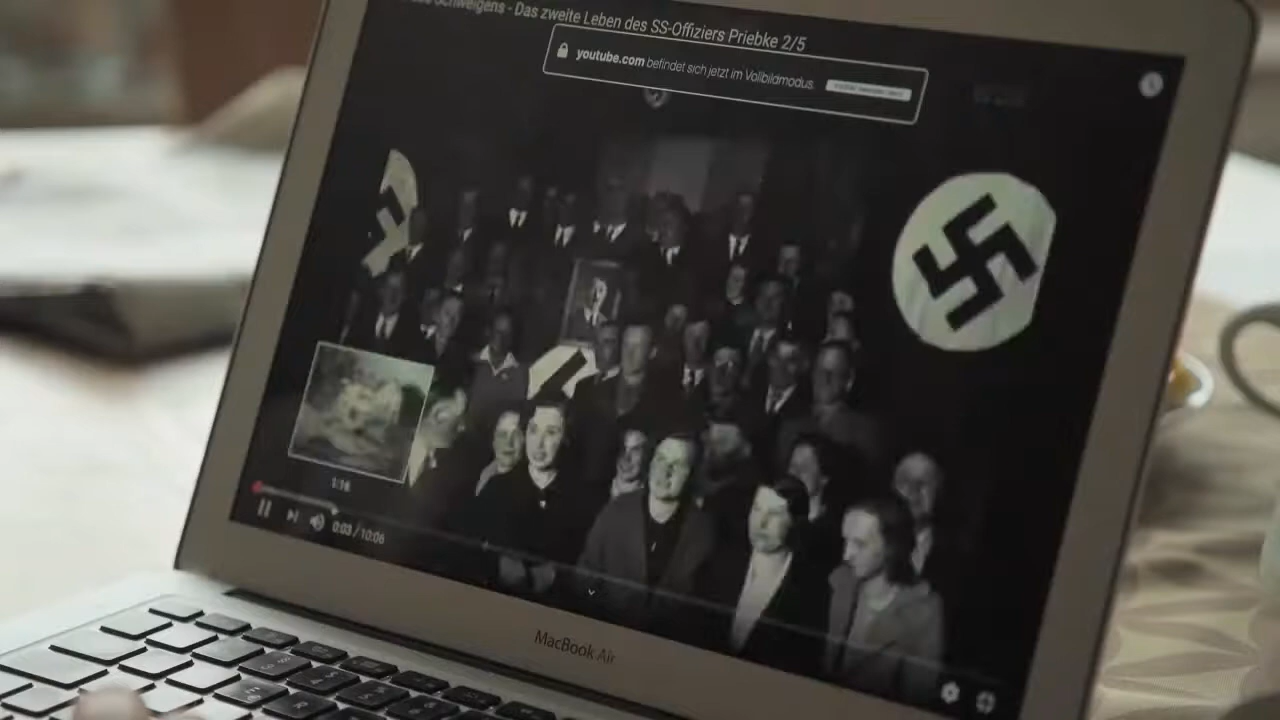 Schweigens - Das zweite Leben des SS-Offiziers Priebke 2/5
youtube.com befindet sich jetzt im Vollbildmodus.
1:16
0:03 / 10:06
MacBook Air